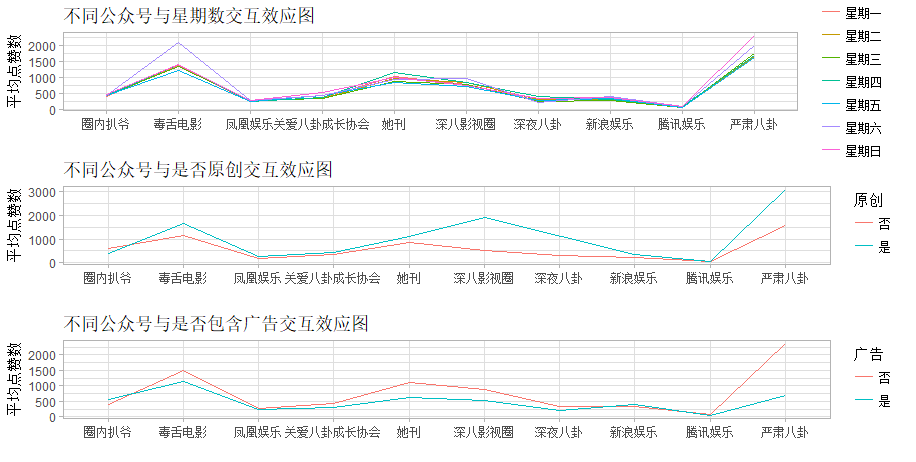 不同公众号与星期数交互效应图
平均点赞数
2000
1500
1000
500
0
圈内扒爷 毒舌电影 凤凰娱乐 关爱八卦成长协会 她刊 深八影视圈 深夜八卦 新浪娱乐 腾讯娱乐 严肃八卦
星期一
星期二
星期三
星期四
星期五
星期六
星期日
不同公众号与是否原创交互效应图
平均点赞数
3000
2000
1000
0
圈内扒爷 毒舌电影 凤凰娱乐 关爱八卦成长协会 她刊 深八影视圈 深夜八卦 新浪娱乐 腾讯娱乐 严肃八卦
原创
否
是
不同公众号与是否包含广告交互效应图
平均点赞数
2000
1500
1000
500
0
圈内扒爷 毒舌电影 凤凰娱乐 关爱八卦成长协会 她刊 深八影视圈 深夜八卦 新浪娱乐 腾讯娱乐 严肃八卦
广告
否
是